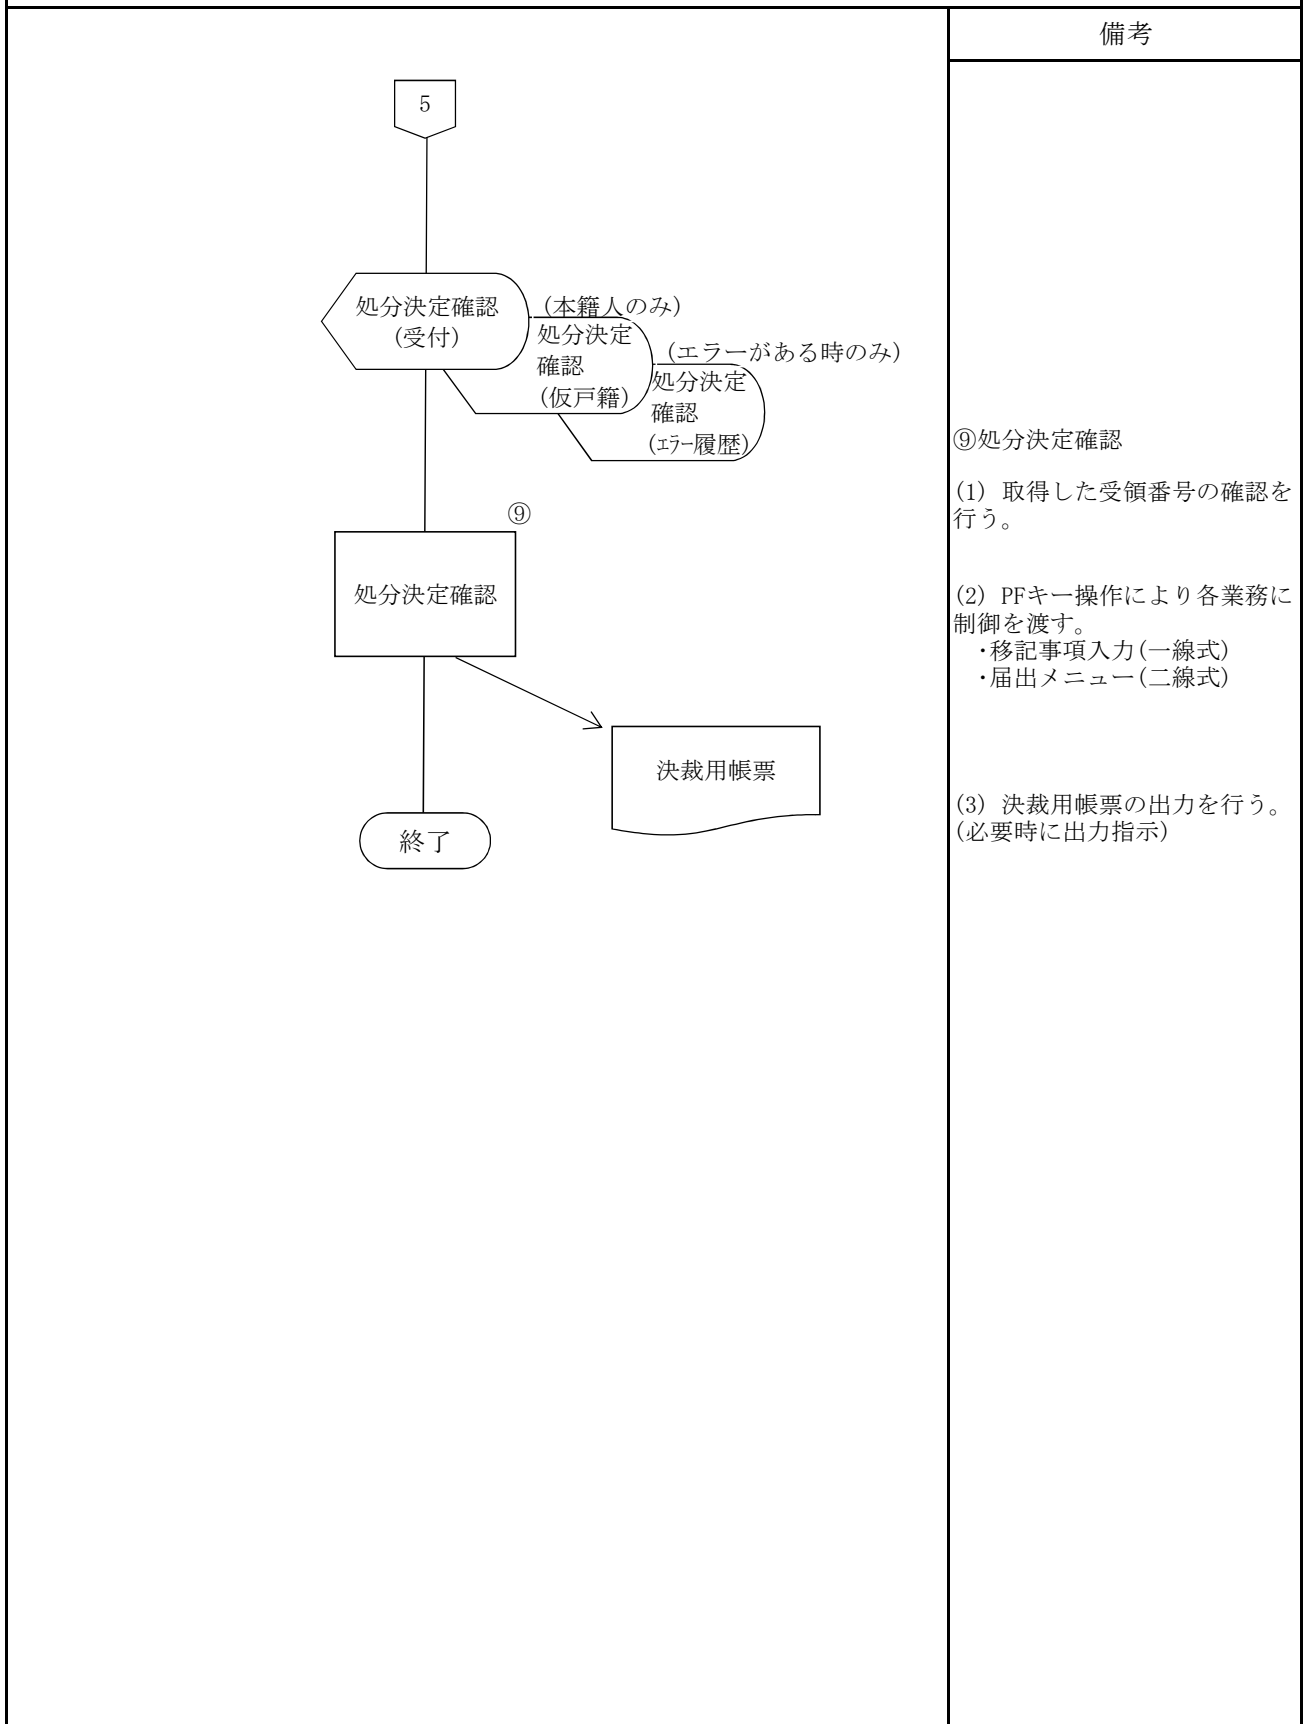 備考
5
処分決定確認
(受付)
(本籍人のみ)
処分決定
確認
(仮戸籍)
(エラーがある時のみ)
処分決定
確認
(ｴﾗｰ履歴)
⑨
処分決定確認
決裁用帳票
終了
⑨処分決定確認
(1) 取得した受領番号の確認を
行う。
(2) PFキー操作により各業務に
制御を渡す。
・移記事項入力(一線式)
・届出メニュー(二線式)
(3) 決裁用帳票の出力を行う。
(必要時に出力指示)